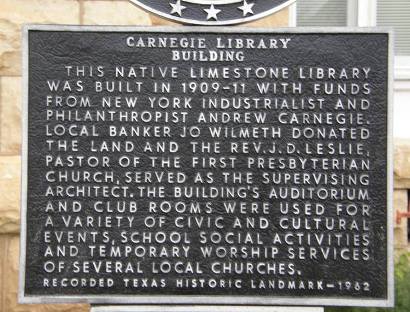 CARNEGIE LIBRARY
BUILDING
THIS NATIVE LIMESTONE LIBRARY
WAS BUILT IN 1909-11 WITH FUNDS
FROM NEW YORK INDUSTRIALIST AND
PHILANTHROPIST ANDREW CARNEGIE.
LOCAL BANKER JO WILMETH DONATED
THE LAND AND THE REV. J. D. LESLIE,
PASTOR OF THE FIRST PRESBYTERIAN
CHURCH, SERVED AS THE SUPERVISING
ARCHITECT. THE BUILDING'S AUDITORIUM
AND CLUB ROOMS WERE USED FOR
A VARIETY OF CIVIC AND CULTURAL
EVENTS, SCHOOL SOCIAL ACTIVITIES
AND TEMPORARY WORSHIP SERVICES
OF SEVERAL LOCAL CHURCHES.
RECORDED TEXAS HISTORIC LANDMARK-1962